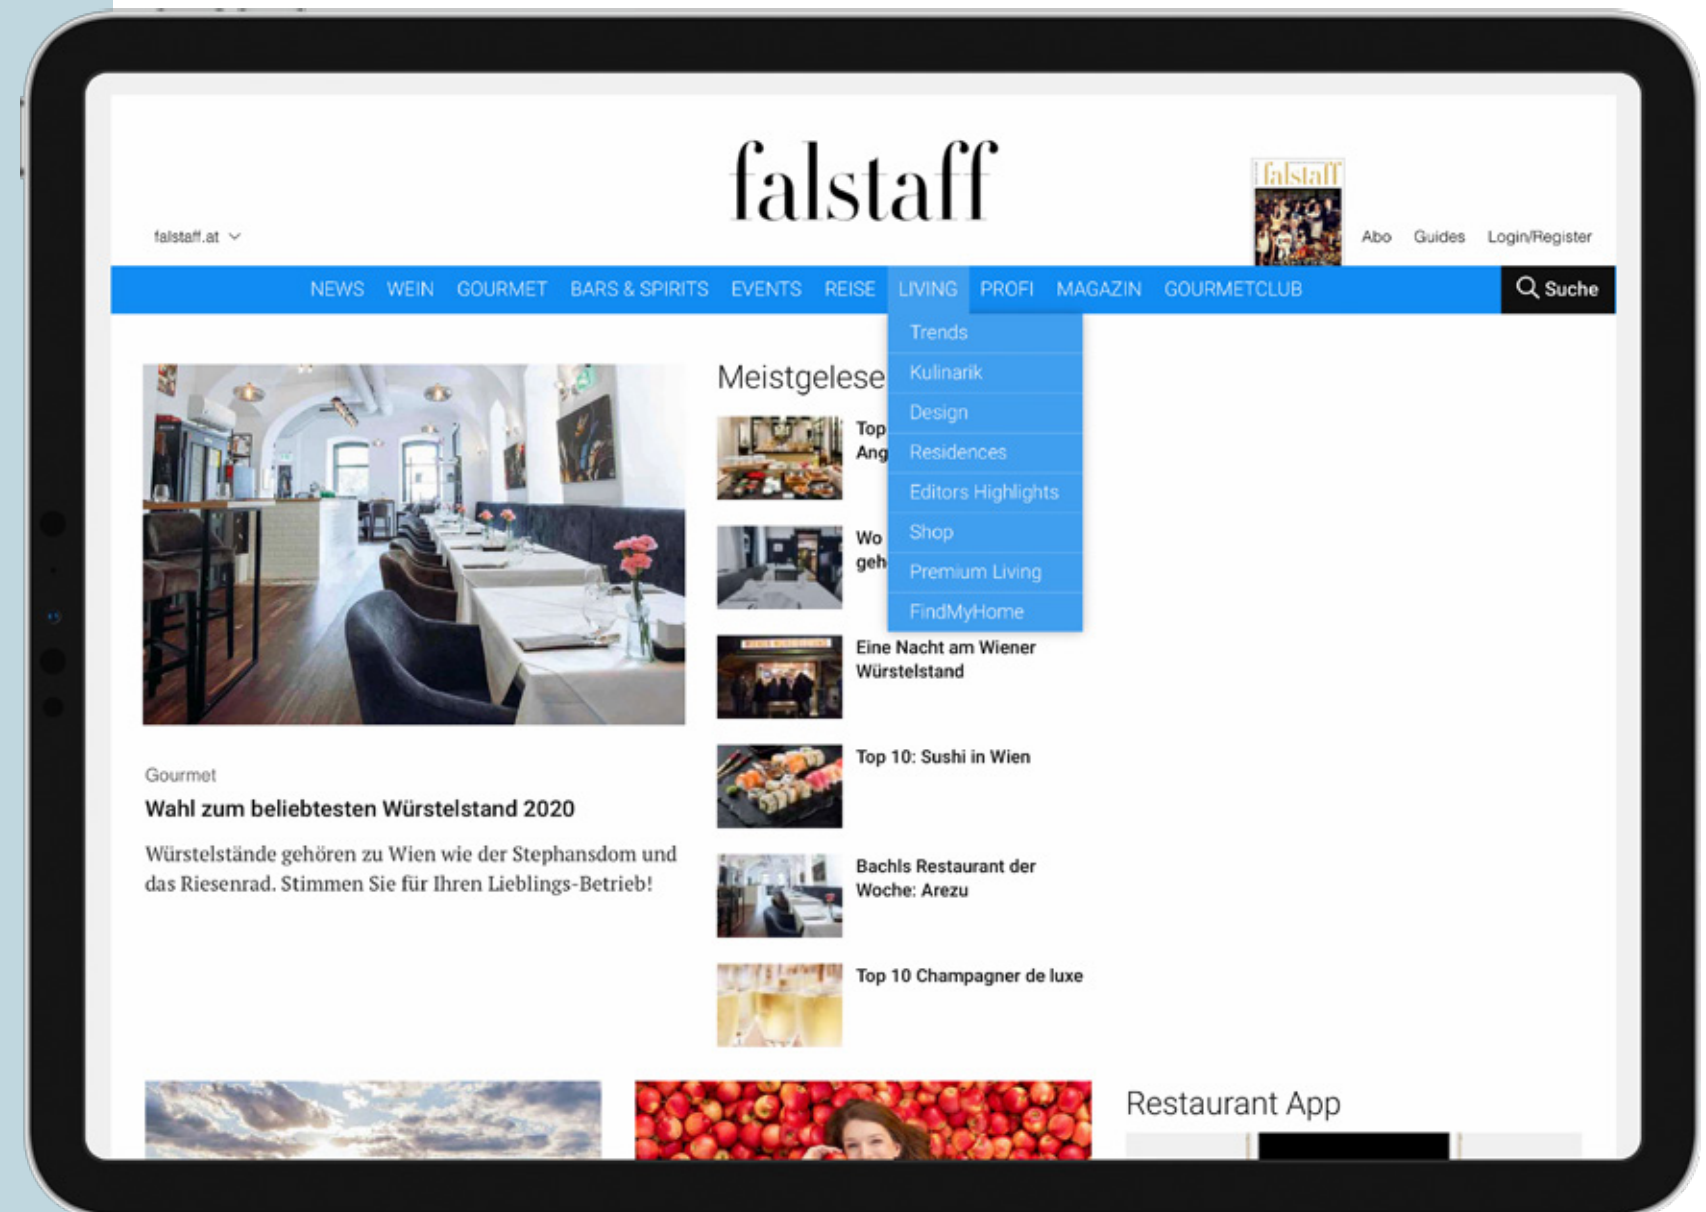 falstaff
falstaff
falstaff.at
Abo Guides Login/Register
NEWS WEIN GOURMET BARS & SPIRITS EVENTS REISE LIVING PROFI MAGAZIN GOURMETCLUB
Suche
Trends
Kulinarik
Design
Residences
Editors Highlights
Shop
Premium Living
FindMyHome
Gourmet
Wahl zum beliebtesten Würstelstand 2020
Würstelstände gehören zu Wien wie der Stephansdom und
das Riesenrad. Stimmen Sie für Ihren Lieblings-Betrieb!
Meistgelese
Top
Ang
Wo
geh
Eine Nacht am Wiener
Würstelstand
Top 10: Sushi in Wien
Bachls Restaurant der
Woche: Arezu
Top 10 Champagner de luxe
Restaurant App